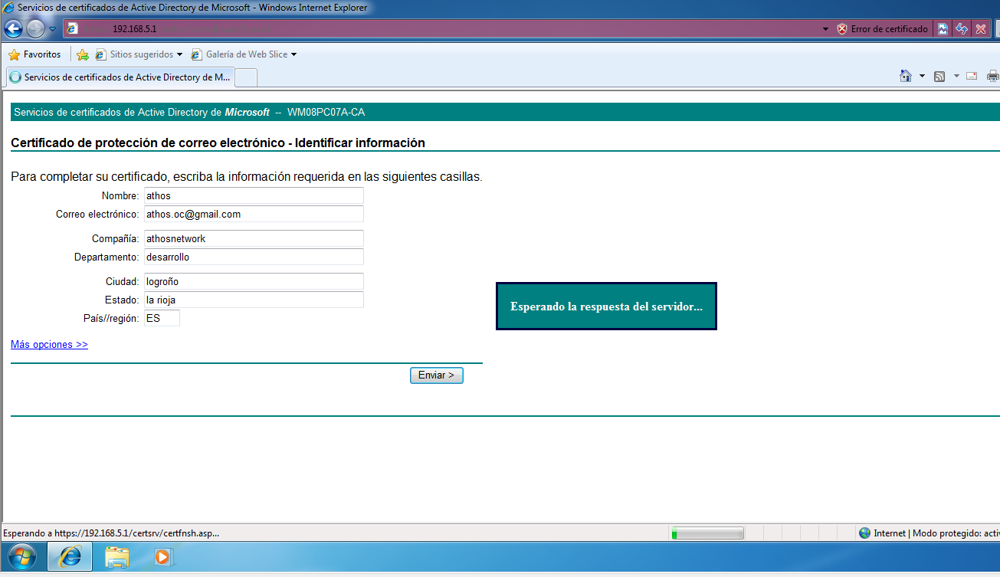 Servicios de certificados de Active Directory de Microsoft - Windows Internet Explorer
192.168.5.1
Error de certificado
Favoritos
Sitios sugeridos
Galería de Web Slice
Servicios de certificados de Active Directory de M...
Servicios de certificados de Active Directory de Microsoft -- WM08PC07A-CA
Certificado de protección de correo electrónico - Identificar información
Para completar su certificado, escriba la información requerida en las siguientes casillas.
Nombre: athos
Correo electrónico: athos.oc@gmail.com
Compañía: athosnetwork
Departamento: desarrollo
Ciudad: logroño
Estado: la rioja
País//región: ES
Esperando la respuesta del servidor...
Más opciones >>
Enviar >
Esperando a https://192.168.5.1/certsrv/certfnsh.asp...
Internet | Modo protegido: activ